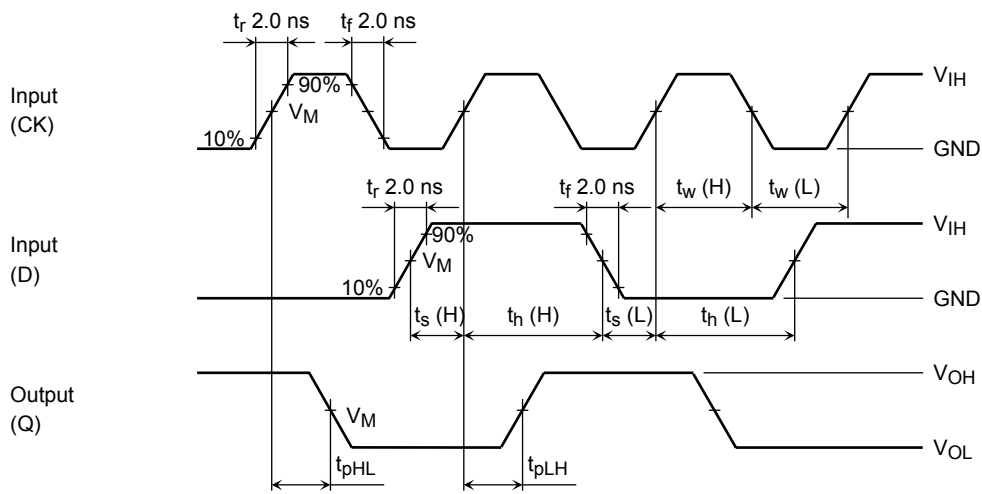 tr 2.0 ns
tf 2.0 ns
Input
(CK)
90%
VM
10%
VIH
GND
tr 2.0 ns
tf 2.0 ns
tw (H)
tw (L)
Input
(D)
90%
VM
10%
VIH
GND
ts (H)
th (H)
ts (L)
th (L)
Output
(Q)
VM
VOH
VOL
tpHL
tpLH